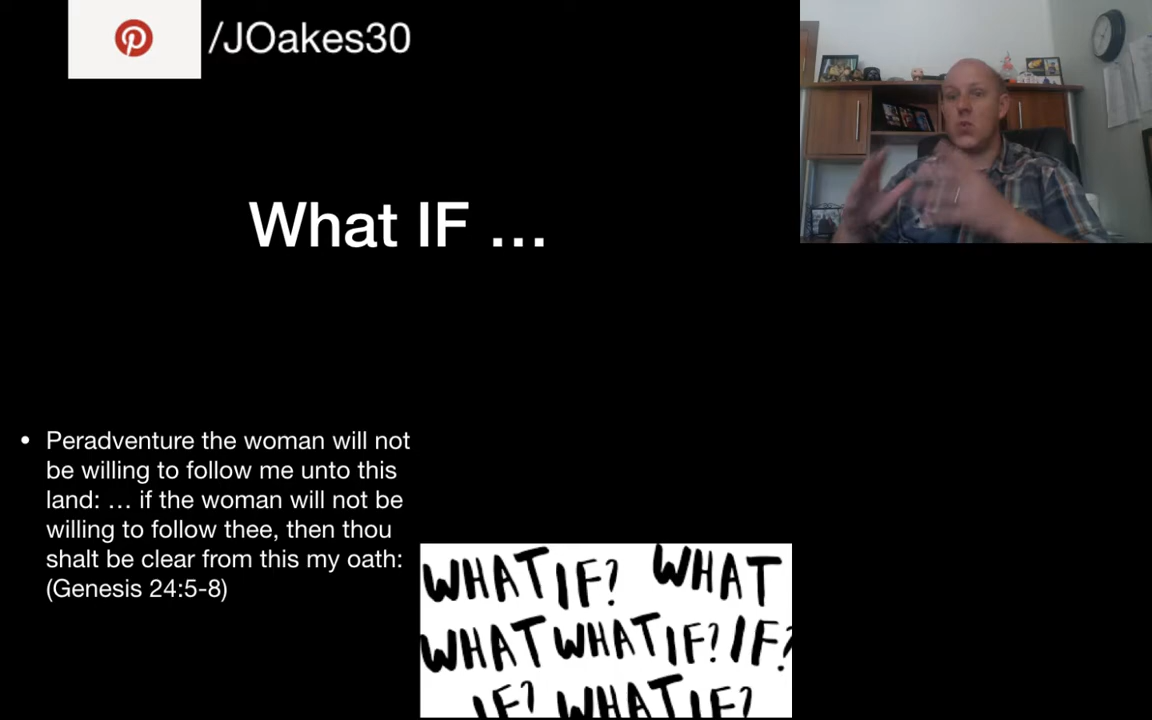 /JOakes30
What IF ...
• Peradventure the woman will not
be willing to follow me unto this
land: ... if the woman will not be
willing to follow thee, then thou
shalt be clear from this my oath:
(Genesis 24:5-8)
WHAT IF? WHAT
WHAT WHAT IF? IF?
IF? WHAT IF?